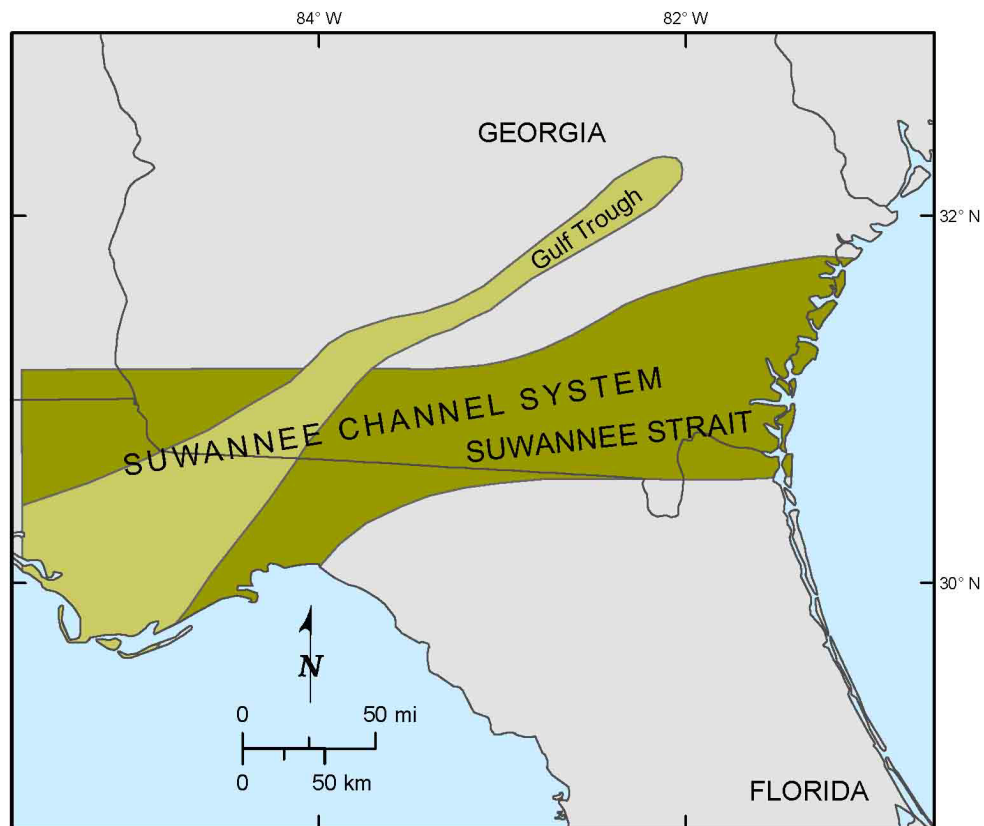 84° W
82° W
GEORGIA
32° N
Gulf Trough
SUWANNEE CHANNEL SYSTEM
SUWANNEE STRAIT
30° N
N
0 50 mi
0 50 km
FLORIDA